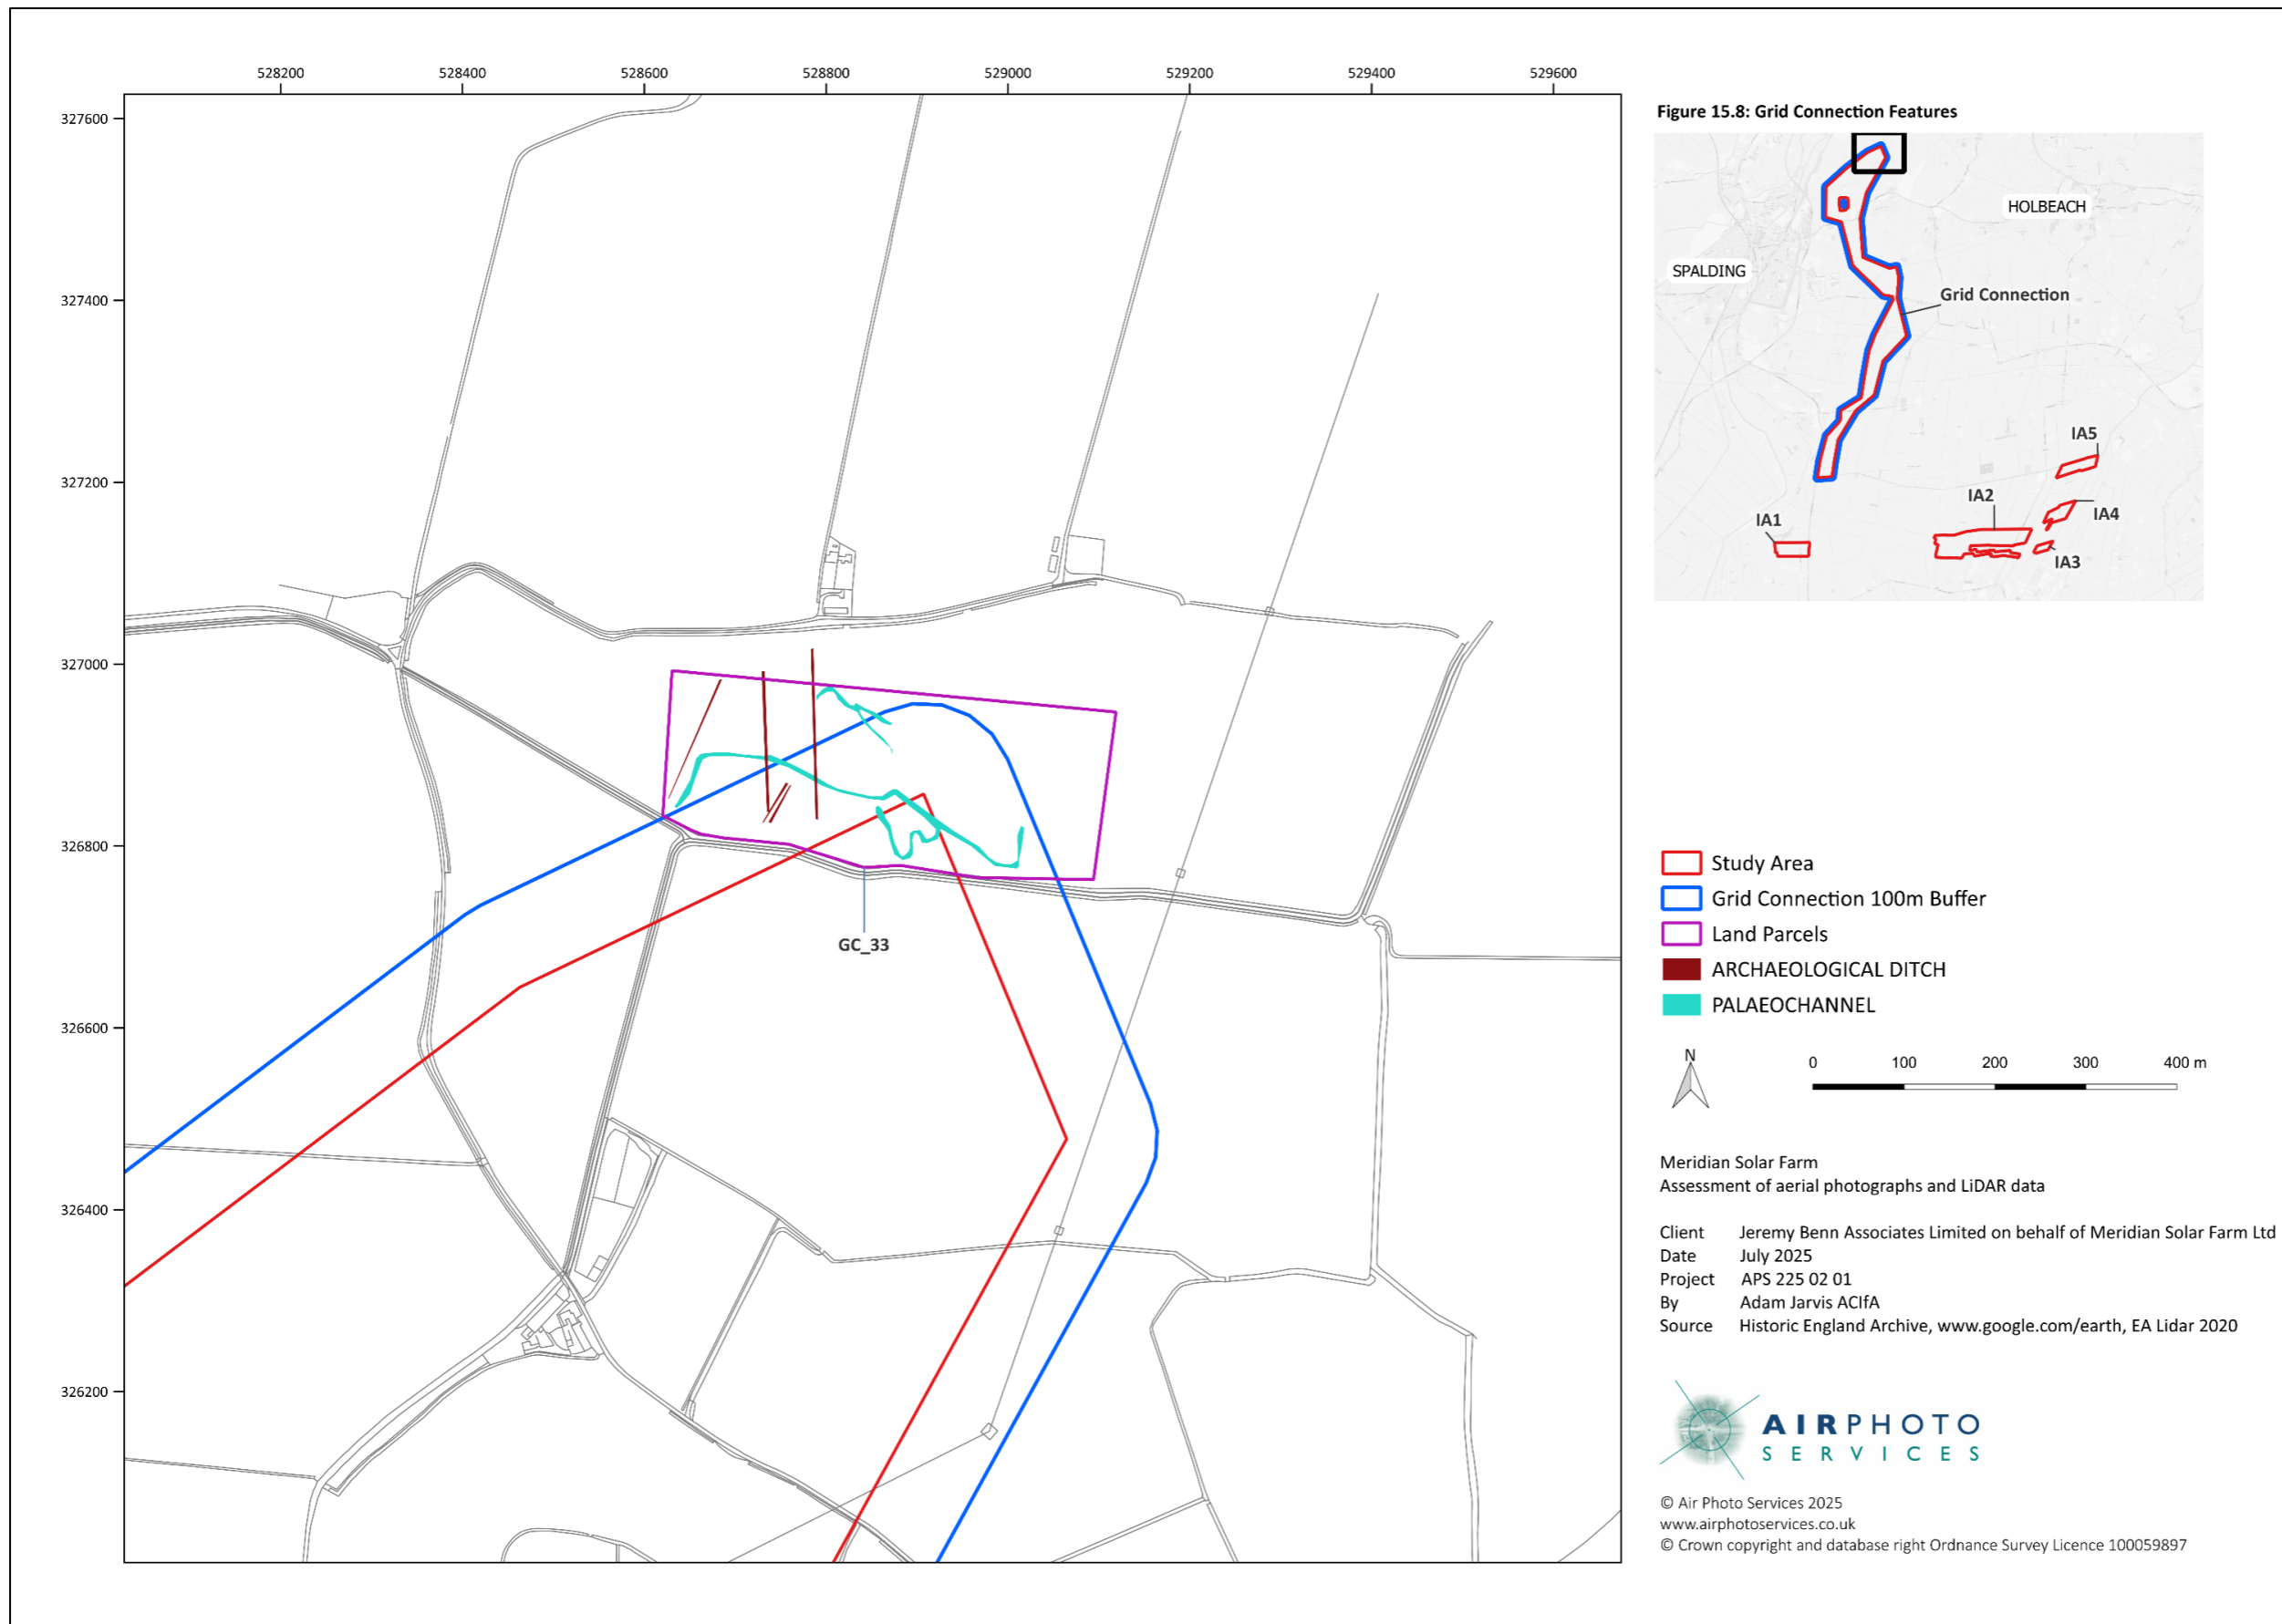 528200 528400 528600 528800 529000 529200 529400 529600
327600
327400
327200
327000
326800
326600
326400
326200
GC_33
Figure 15.8: Grid Connection Features
HOLBEACH
SPALDING
Grid Connection
IA5
IA2
IA4
IA1
IA3
Study Area
Grid Connection 100m Buffer
Land Parcels
ARCHAEOLOGICAL DITCH
PALAEOCHANNEL
N
0 100 200 300 400 m
Meridian Solar Farm
Assessment of aerial photographs and LiDAR data
Client Jeremy Benn Associates Limited on behalf of Meridian Solar Farm Ltd
Date July 2025
Project APS 225 02 01
By Adam Jarvis ACIfA
Source Historic England Archive, www.google.com/earth, EA Lidar 2020
AIRPHOTO
SERVICES
© Air Photo Services 2025
www.airphotoservices.co.uk
© Crown copyright and database right Ordnance Survey Licence 100059897